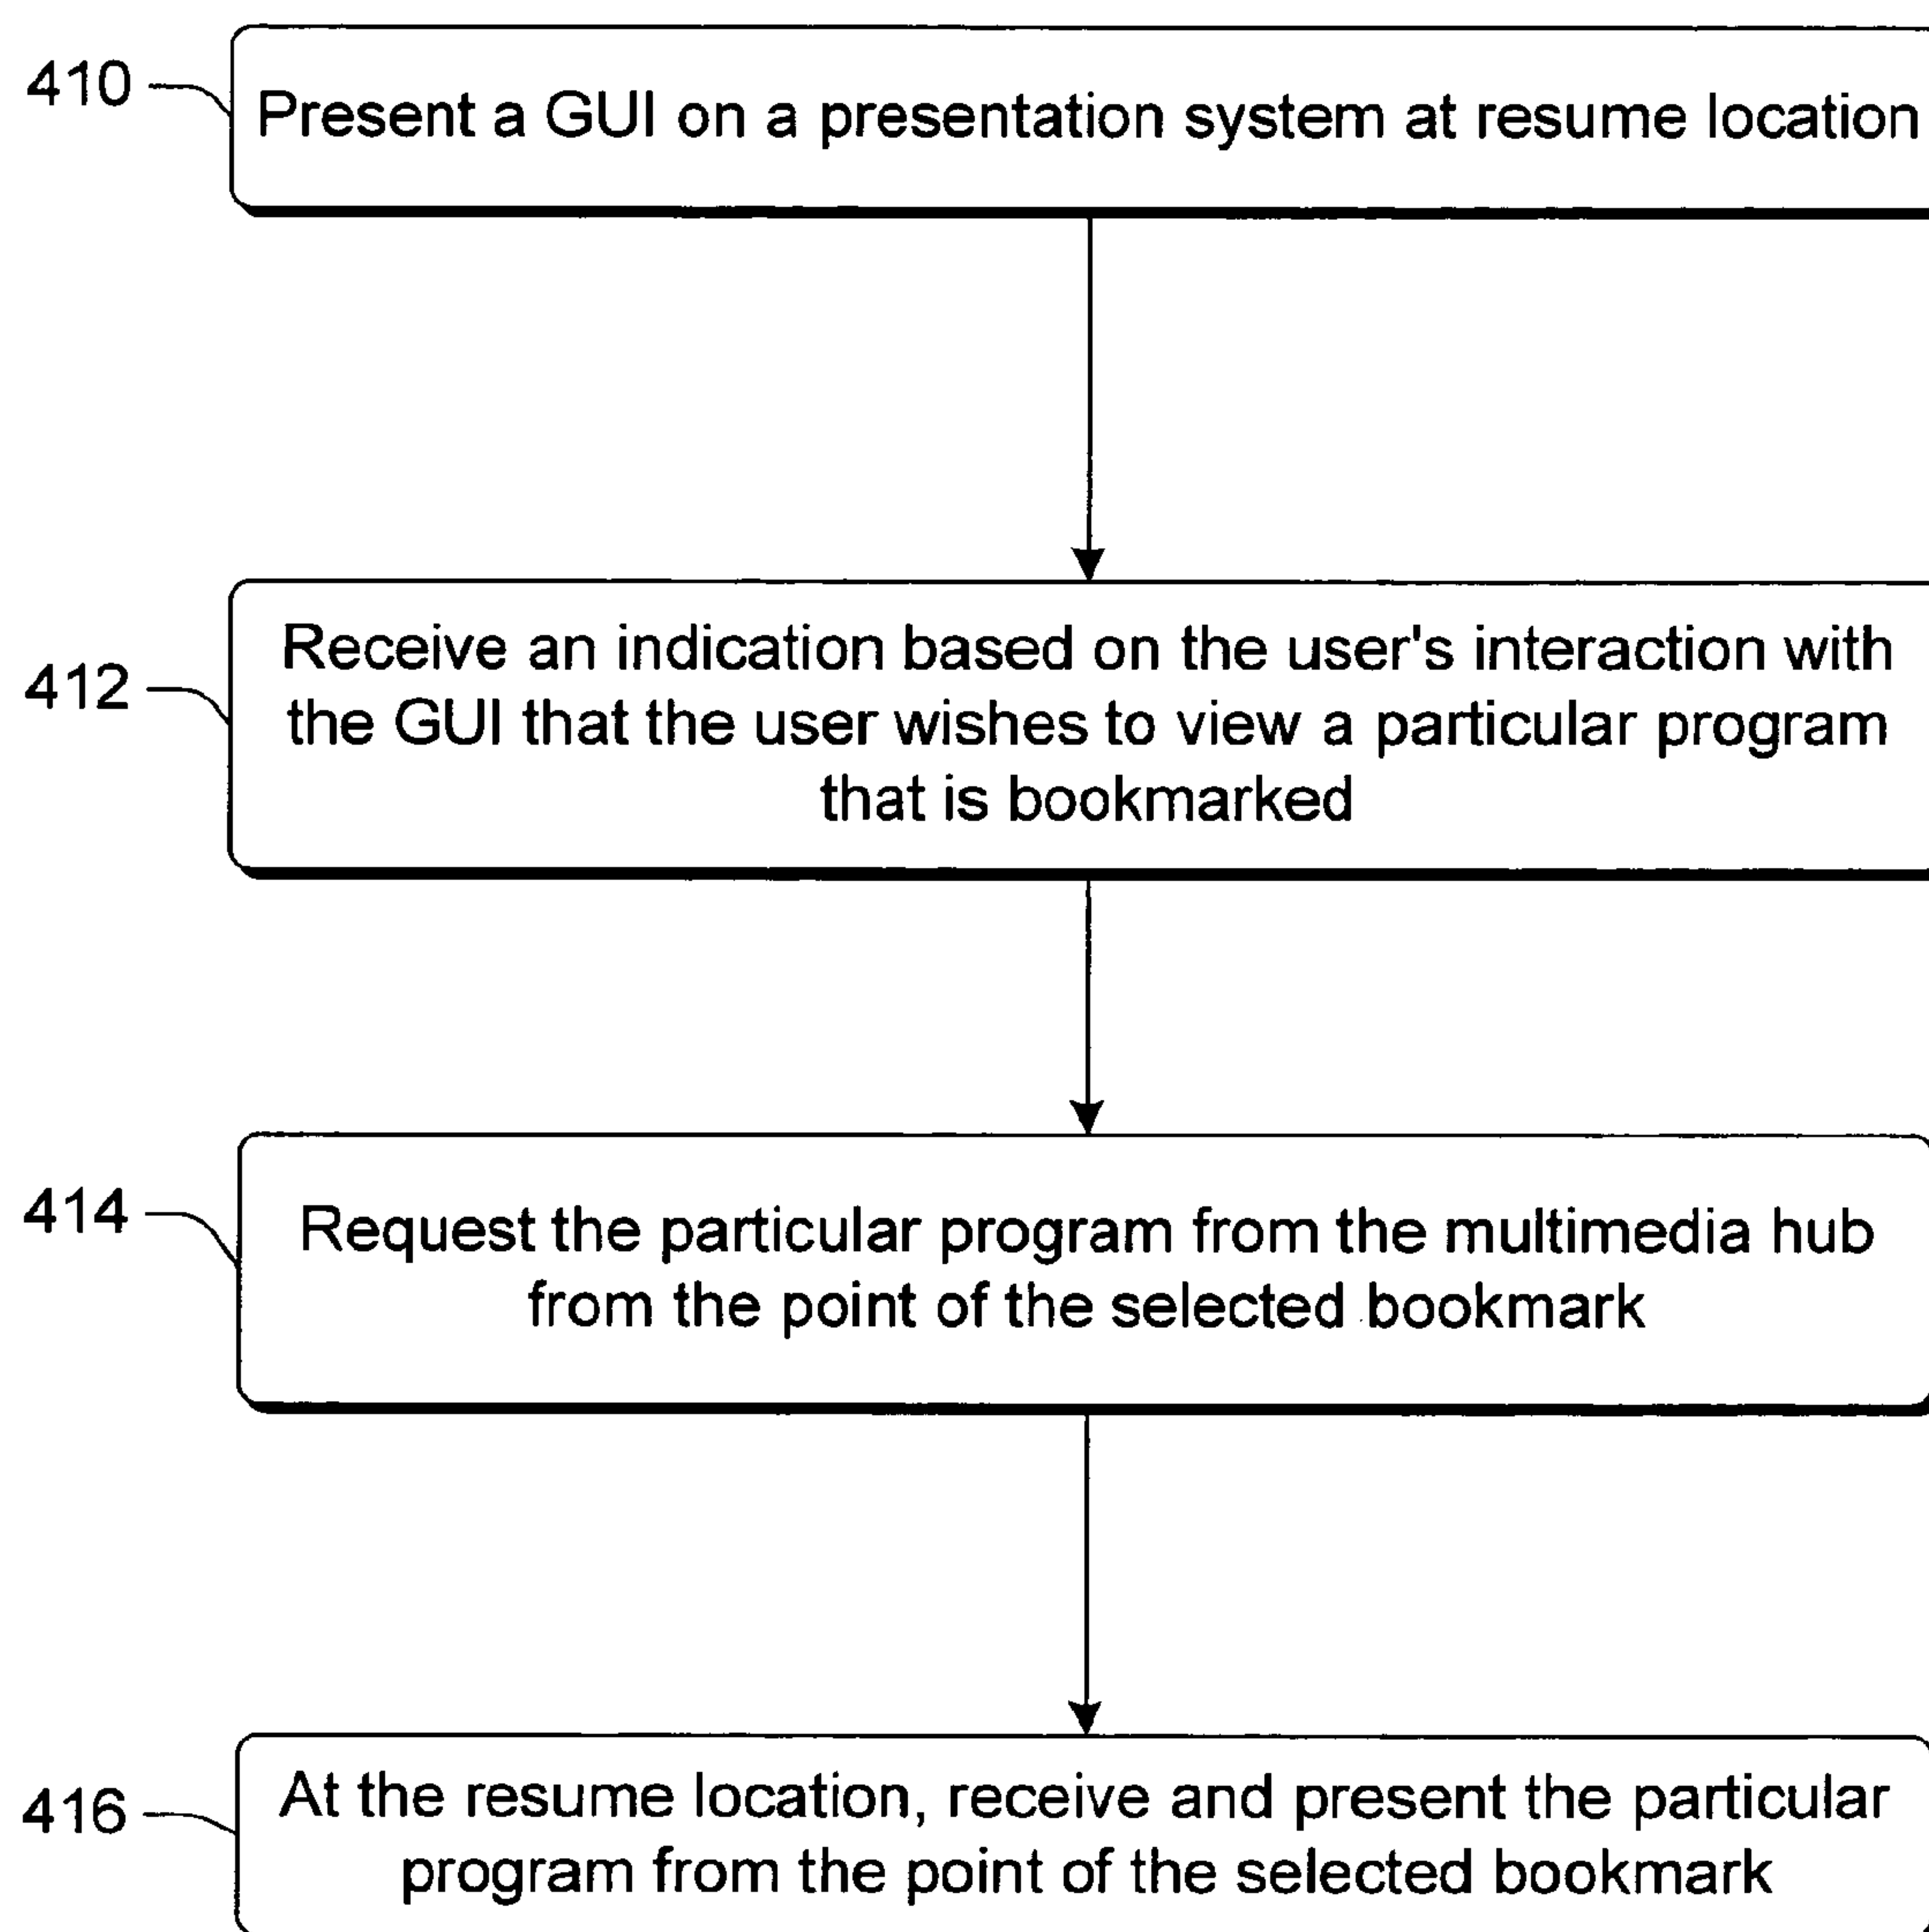 410
Present a GUI on a presentation system at resume location
412
Receive an indication based on the user's interaction with
the GUI that the user wishes to view a particular program
that is bookmarked
414
Request the particular program from the multimedia hub
from the point of the selected bookmark
416
At the resume location, receive and present the particular
program from the point of the selected bookmark